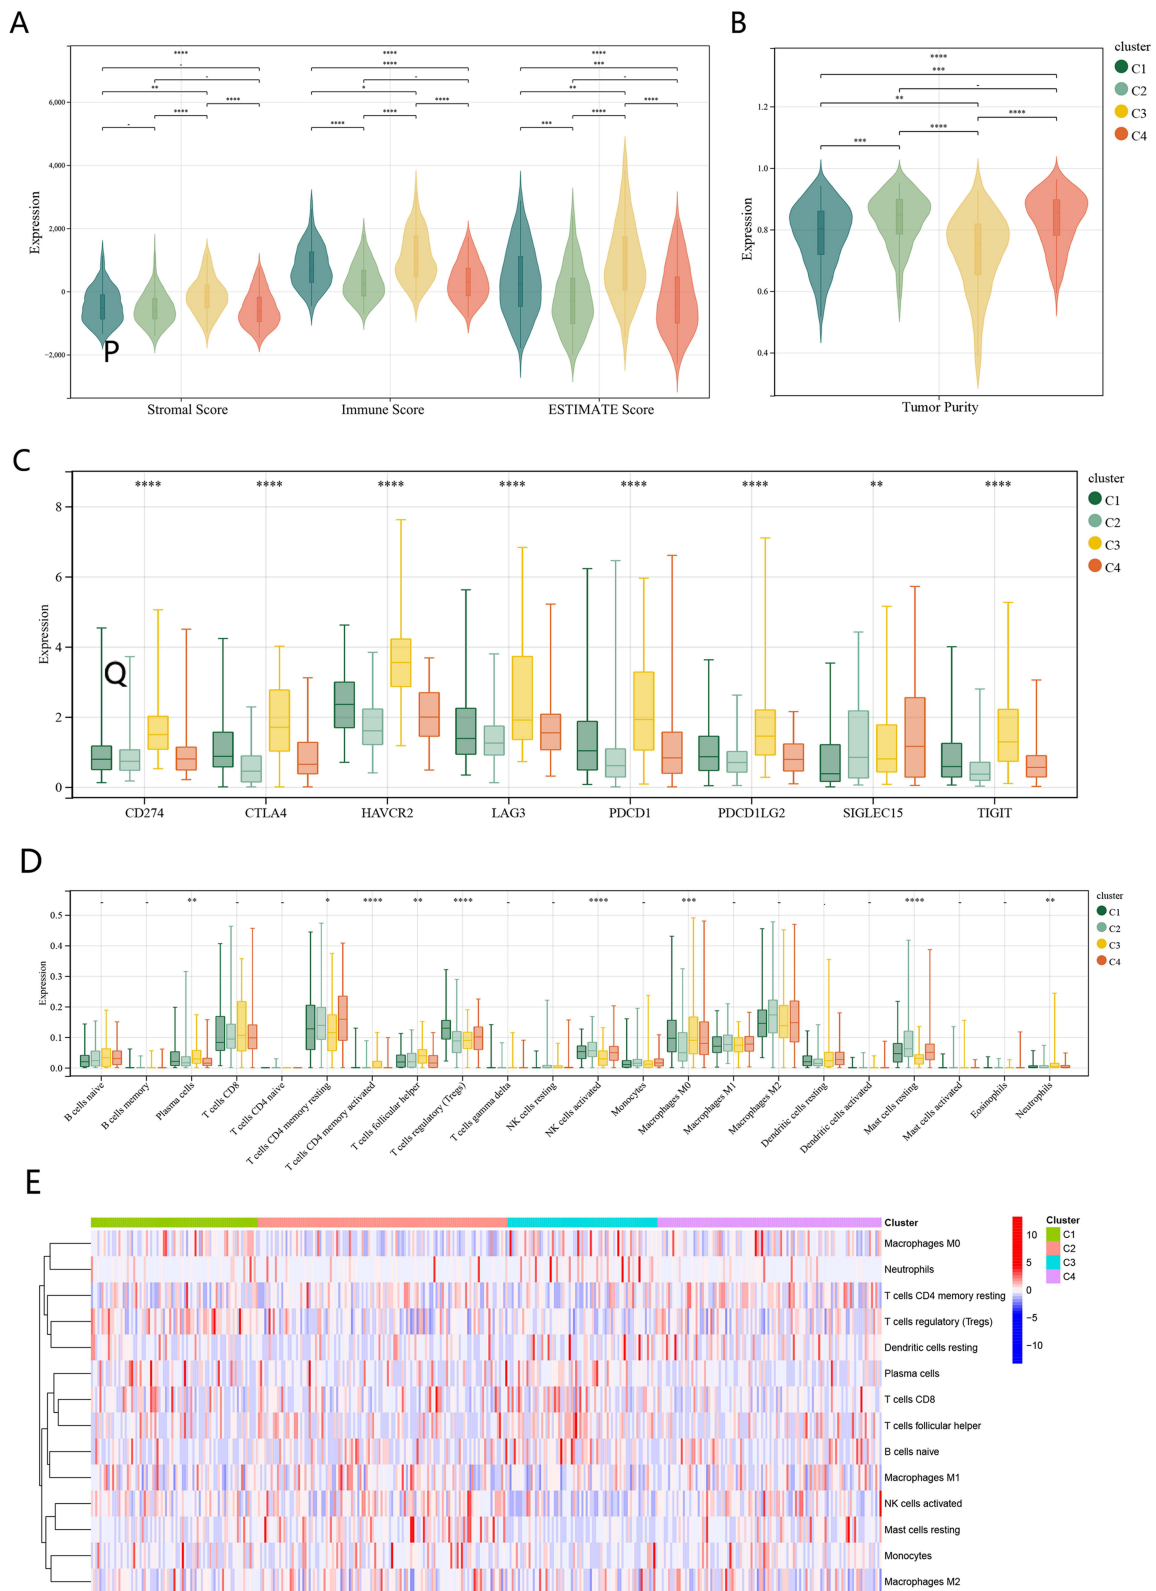 A
B
**** **** ****
- **** ***
- - -
** * **
**** **** ****
**** **** ****
- **** ***
6,000
4,000
2,000
0
−2,000
Expression
P
Stromal Score
Immune Score
ESTIMATE Score
****
***
-
**
****
****
***
1.2
1.0
0.8
0.6
0.4
Expression
Tumor Purity
cluster
C1
C2
C3
C4
C
**** **** **** **** **** **** ** ****
8
6
4
2
0
Expression
Q
CD274
CTLA4
HAVCR2
LAG3
PDCD1
PDCD1LG2
SIGLEC15
TIGIT
cluster
C1
C2
C3
C4
D
- - ** - - * **** ** **** - - **** - *** - - . - **** - - **
0.5
0.4
0.3
0.2
0.1
0.0
Expression
B cells naive
B cells memory
Plasma cells
T cells CD8
T cells CD4 naive
T cells CD4 memory resting
T cells CD4 memory activated
T cells follicular helper
T cells regulatory (Tregs)
T cells gamma delta
NK cells resting
NK cells activated
Monocytes
Macrophages M0
Macrophages M1
Macrophages M2
Dendritic cells resting
Dendritic cells activated
Mast cells resting
Mast cells activated
Eosinophils
Neutrophils
cluster
C1
C2
C3
C4
E
Cluster
Macrophages M0
Neutrophils
T cells CD4 memory resting
T cells regulatory (Tregs)
Dendritic cells resting
Plasma cells
T cells CD8
T cells follicular helper
B cells naive
Macrophages M1
NK cells activated
Mast cells resting
Monocytes
Macrophages M2
10
5
0
−5
−10
Cluster
C1
C2
C3
C4